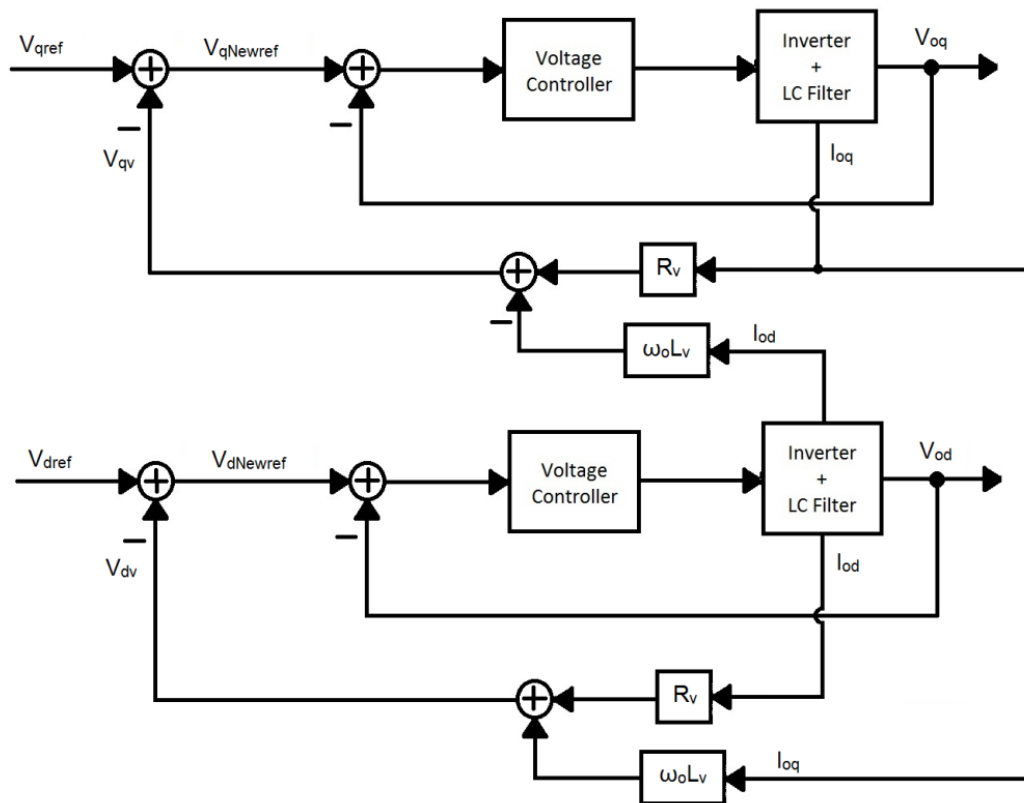 Vqref
VqNewref
Voltage
Controller
Inverter
+
LC Filter
Voq
−
Vqv
−
Ioq
+
+
+
Rv
−
ωoLv
Iod
Vdref
VdNewref
Voltage
Controller
Inverter
+
LC Filter
Vod
+
+
−
Vdv
−
Iod
+
Rv
ωoLv
Ioq